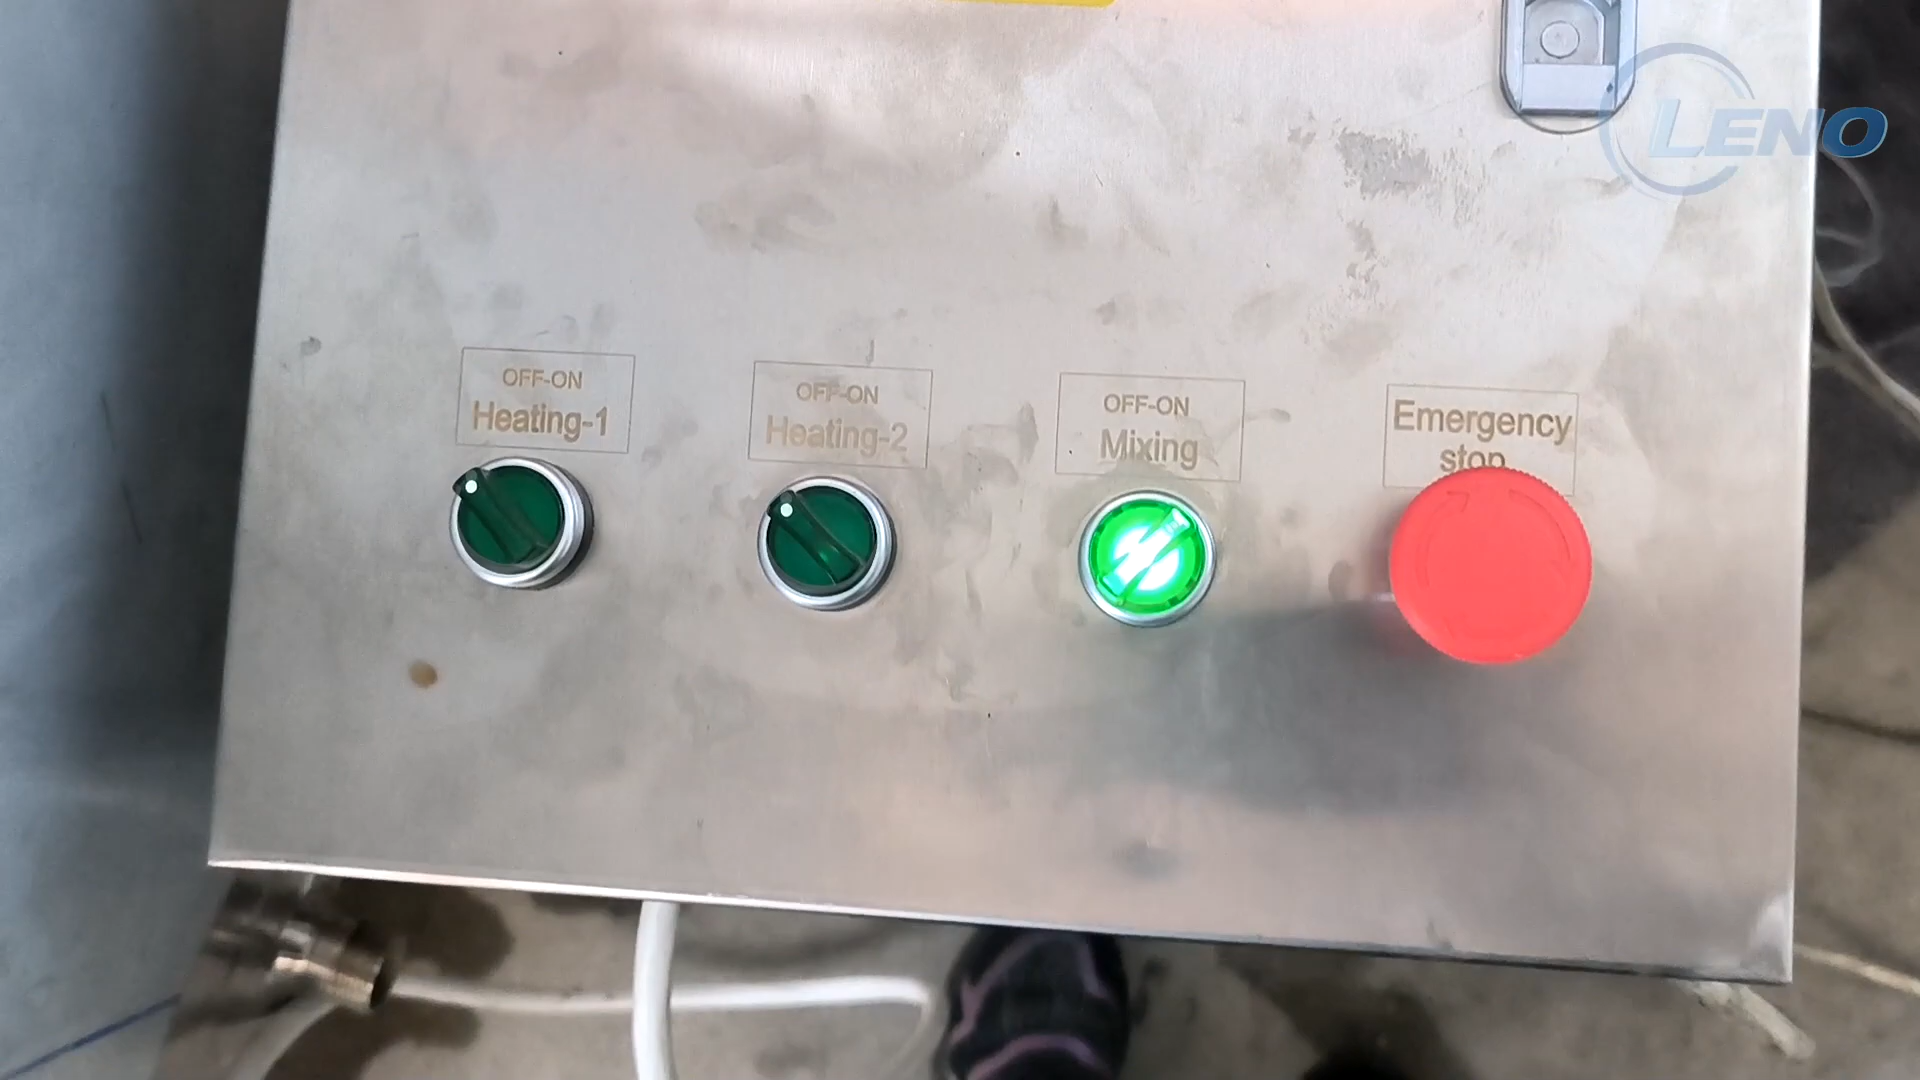 LENO
OFF-ON
Heating-1
OFF-ON
Heating-2
OFF-ON
Mixing
Emergency
stop